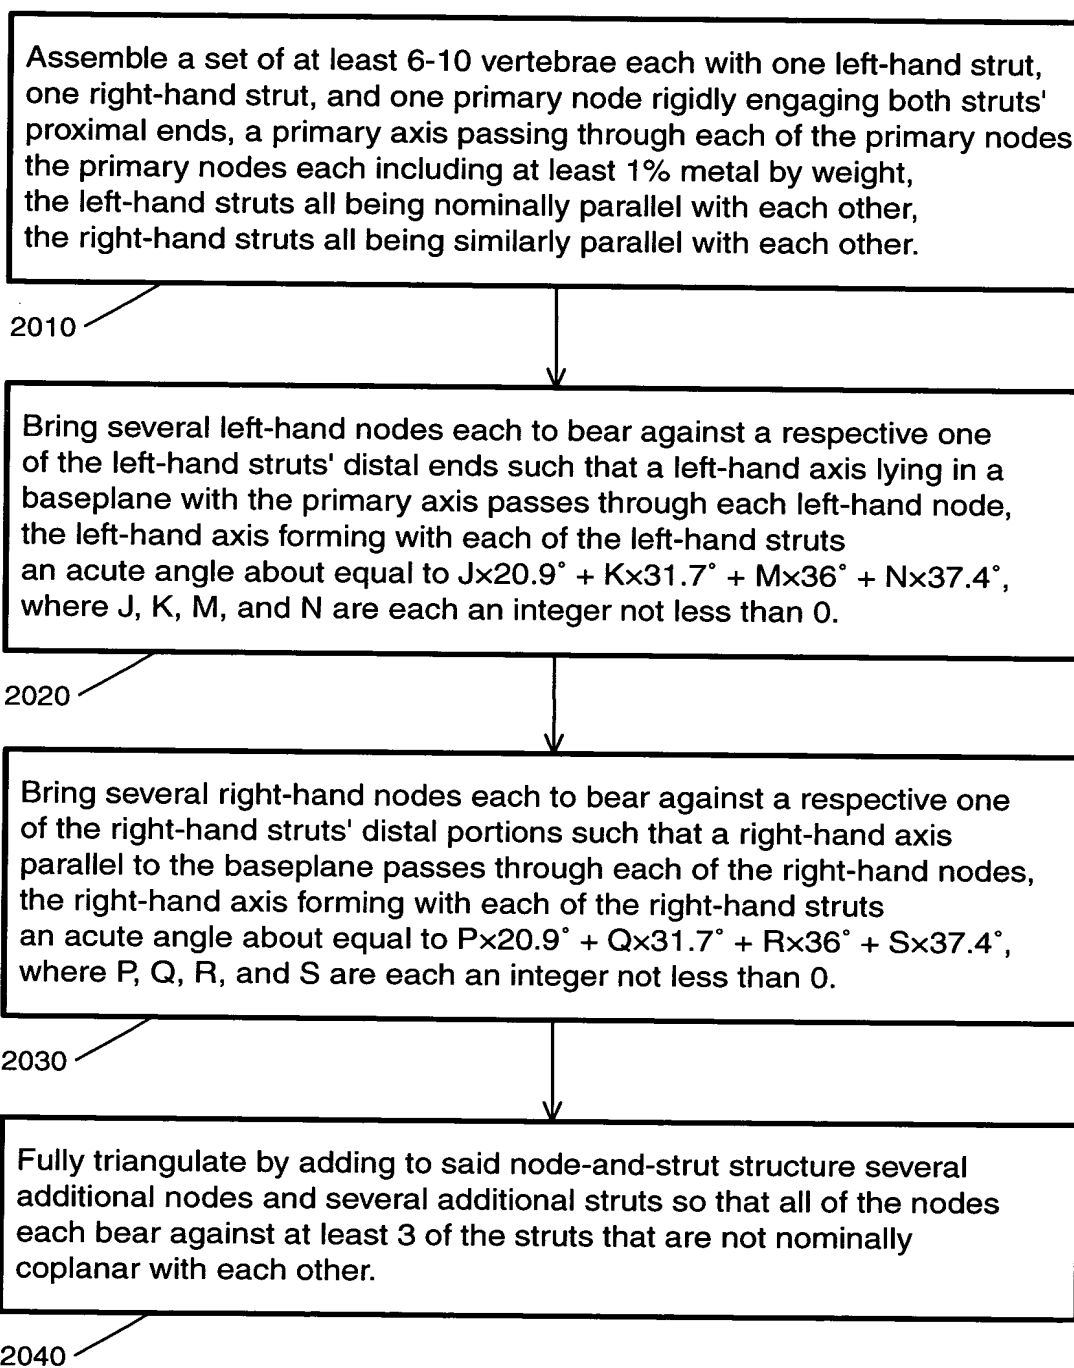 Assemble a set of at least 6-10 vertebrae each with one left-hand strut,
one right-hand strut, and one primary node rigidly engaging both struts'
proximal ends, a primary axis passing through each of the primary nodes
the primary nodes each including at least 1% metal by weight,
the left-hand struts all being nominally parallel with each other,
the right-hand struts all being similarly parallel with each other.
2010
Bring several left-hand nodes each to bear against a respective one
of the left-hand struts' distal ends such that a left-hand axis lying in a
baseplane with the primary axis passes through each left-hand node,
the left-hand axis forming with each of the left-hand struts
an acute angle about equal to Jx20.9° + Kx31.7° + Mx36° + Nx37.4°,
where J, K, M, and N are each an integer not less than 0.
2020
Bring several right-hand nodes each to bear against a respective one
of the right-hand struts' distal portions such that a right-hand axis
parallel to the baseplane passes through each of the right-hand nodes,
the right-hand axis forming with each of the right-hand struts
an acute angle about equal to Px20.9° + Qx31.7° + Rx36° + Sx37.4°,
where P, Q, R, and S are each an integer not less than 0.
2030
Fully triangulate by adding to said node-and-strut structure several
additional nodes and several additional struts so that all of the nodes
each bear against at least 3 of the struts that are not nominally
coplanar with each other.
2040